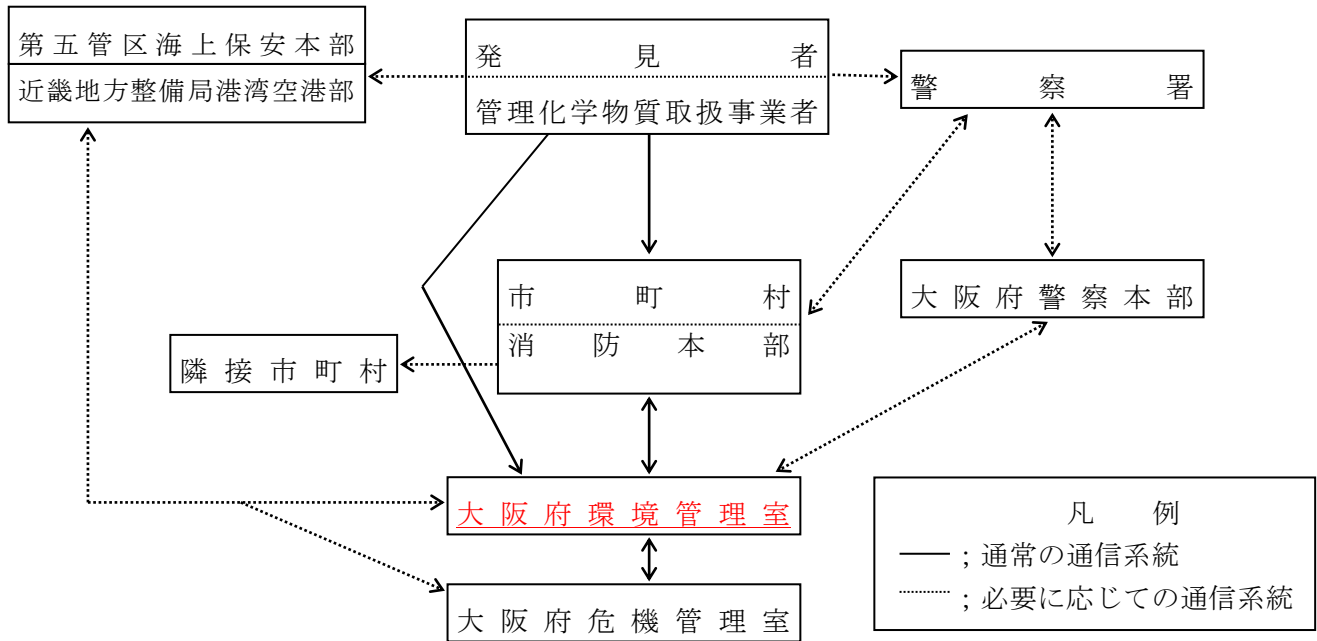 第五管区海上保安本部
近畿地方整備局港湾空港部
発見者
管理化学物質取扱事業者
警察署
市町村
消防本部
大阪府警察本部
隣接市町村
大阪府環境管理室
大阪府危機管理室
凡例
；通常の通信系統
；必要に応じての通信系統